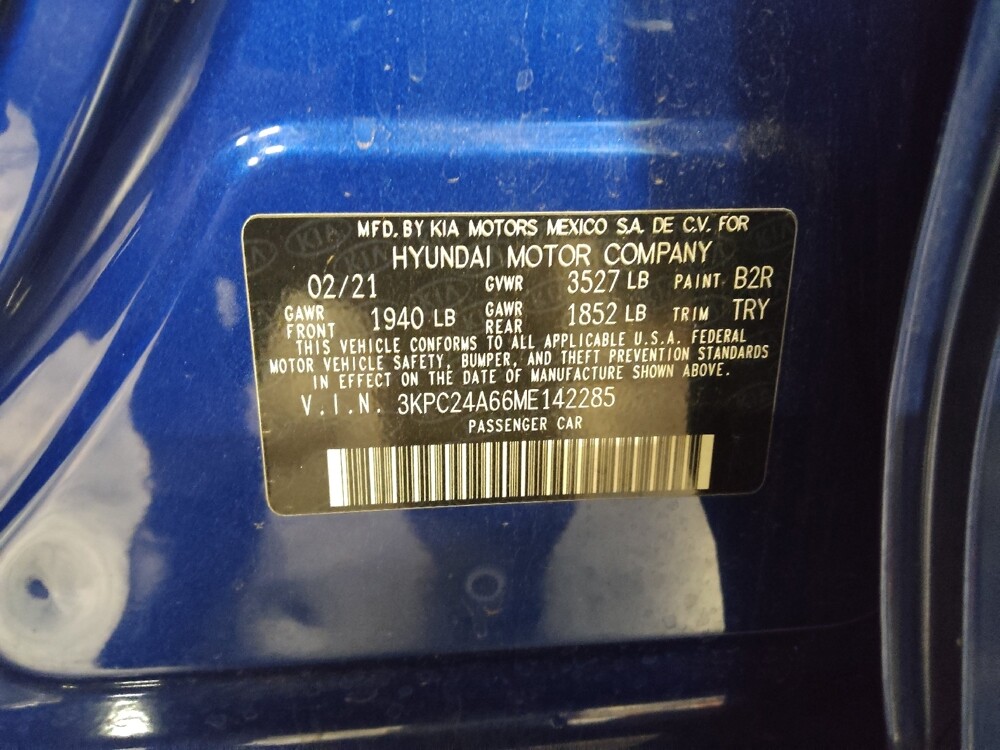 MFD. BY KIA MOTORS MEXICO S.A. DE C.V. FOR
HYUNDAI MOTOR COMPANY
02/21 GVWR 3527 LB PAINT B2R
GAWR FRONT 1940 LB GAWR REAR 1852 LB TRIM TRY
THIS VEHICLE CONFORMS TO ALL APPLICABLE U.S.A. FEDERAL
MOTOR VEHICLE SAFETY, BUMPER, AND THEFT PREVENTION STANDARDS
IN EFFECT ON THE DATE OF MANUFACTURE SHOWN ABOVE.
V.I.N. 3KPC24A66ME142285
PASSENGER CAR